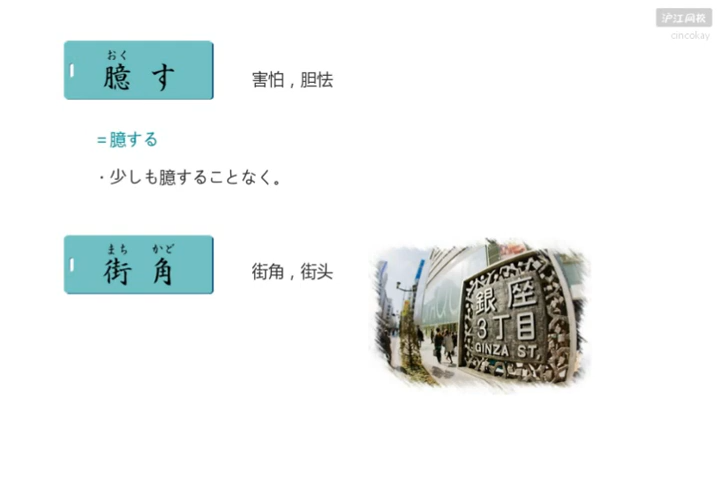 沪江网校
cincokay
おく
臆す
害怕，胆怯
＝臆する
・少しも臆することなく。
まち かど
街角
街角，街头
銀座
3丁目
GINZA ST.